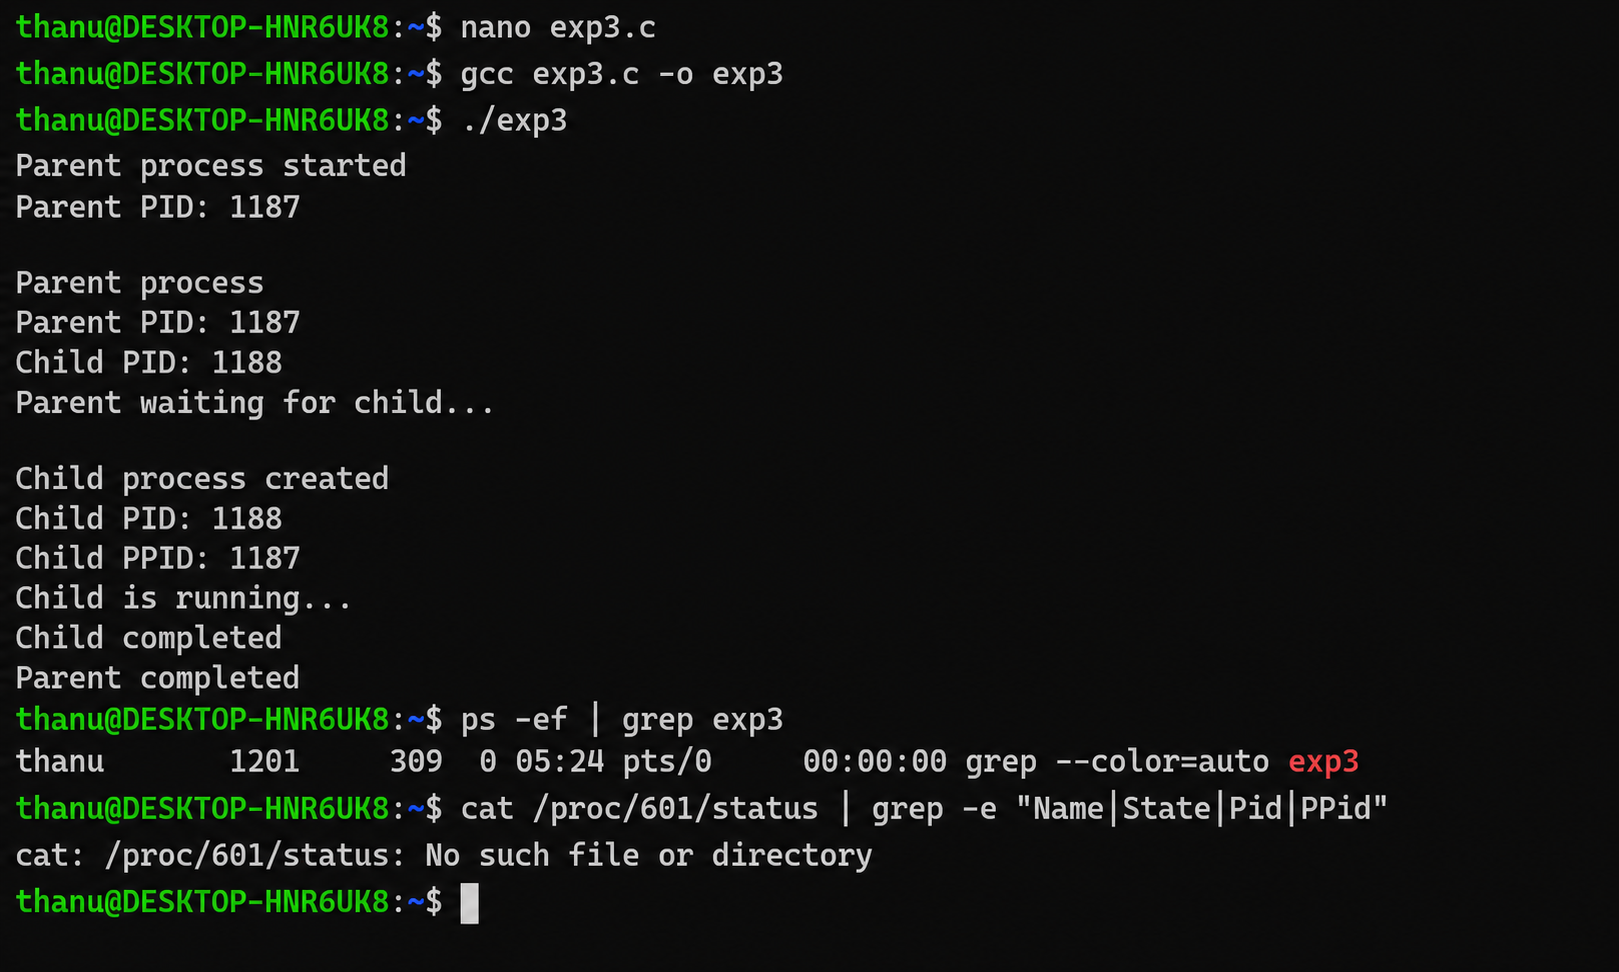 thanu@DESKTOP-HNR6UK8:~$ nano exp3.c
thanu@DESKTOP-HNR6UK8:~$ gcc exp3.c -o exp3
thanu@DESKTOP-HNR6UK8:~$ ./exp3
Parent process started
Parent PID: 1187

Parent process
Parent PID: 1187
Child PID: 1188
Parent waiting for child...

Child process created
Child PID: 1188
Child PPID: 1187
Child is running...
Child completed
Parent completed
thanu@DESKTOP-HNR6UK8:~$ ps -ef | grep exp3
thanu       1201     309  0 05:24 pts/0     00:00:00 grep --color=auto exp3
thanu@DESKTOP-HNR6UK8:~$ cat /proc/601/status | grep -e "Name|State|Pid|PPid"
cat: /proc/601/status: No such file or directory
thanu@DESKTOP-HNR6UK8:~$